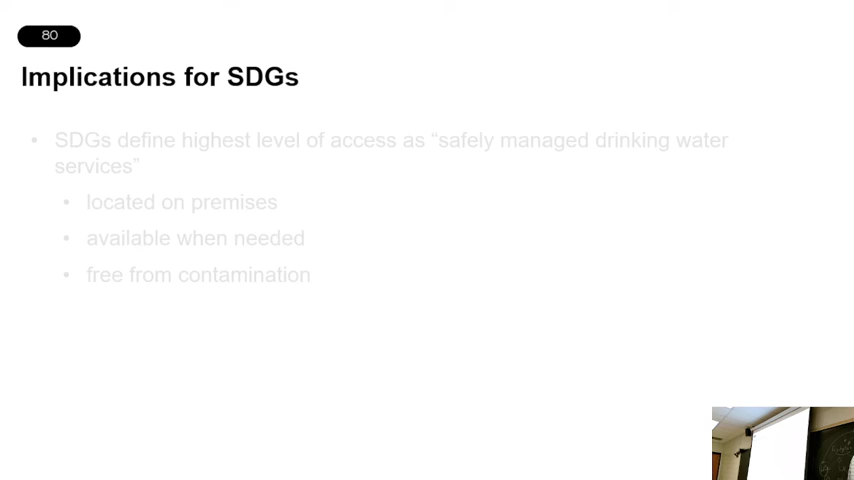 80
Implications for SDGs
• SDGs define highest level of access as “safely managed drinking water
services”
• located on premises
• available when needed
• free from contamination